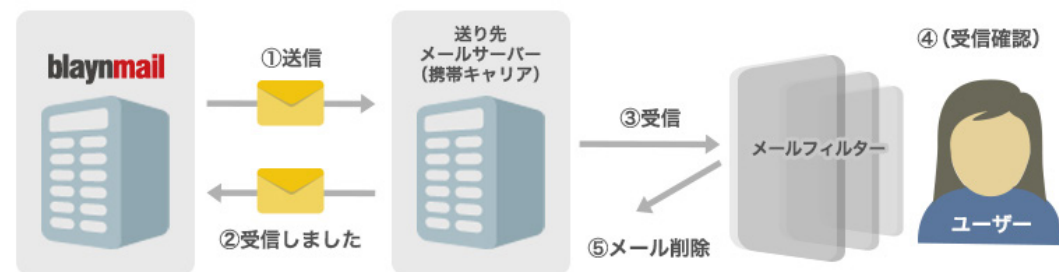 blaynmail
①送信
②受信しました
送り先
メールサーバー
（携帯キャリア）
③受信
⑤メール削除
メールフィルター
④（受信確認）
ユーザー